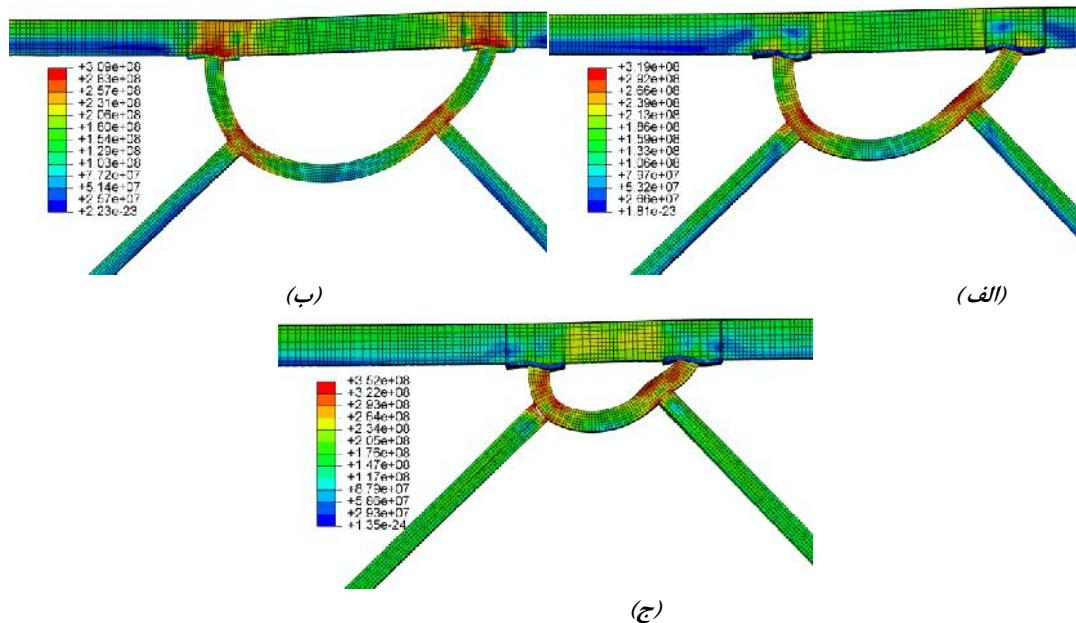 +3.09e+08
+2.83e+08
+2.57e+08
+2.31e+08
+2.06e+08
+1.80e+08
+1.54e+08
+1.29e+08
+1.03e+08
+7.72e+07
+5.14e+07
+2.57e+07
+2.23e-23
+3.19e+08
+2.92e+08
+2.66e+08
+2.39e+08
+2.13e+08
+1.86e+08
+1.59e+08
+1.33e+08
+1.06e+08
+7.97e+07
+5.32e+07
+2.66e+07
+1.81e-23
(ب)
(الف)
+3.52e+08
+3.22e+08
+2.93e+08
+2.64e+08
+2.34e+08
+2.05e+08
+1.76e+08
+1.47e+08
+1.17e+08
+8.79e+07
+5.86e+07
+2.93e+07
+1.35e-24
(ج)